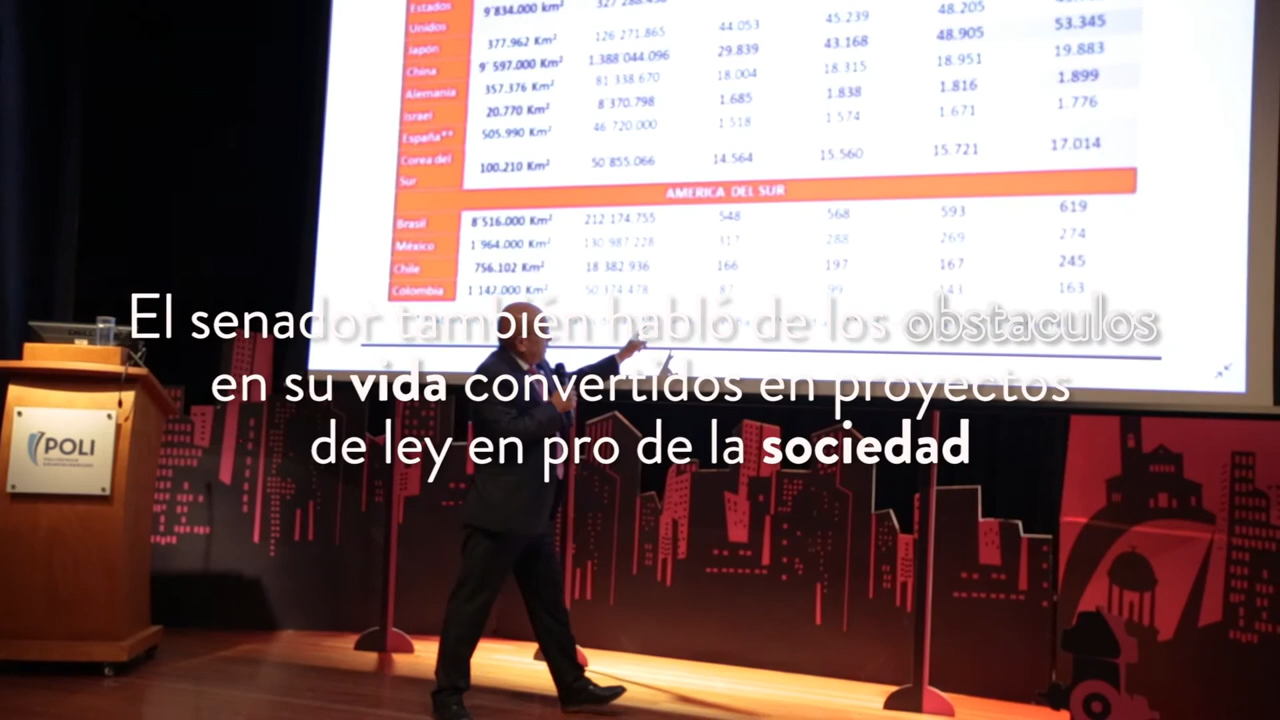 Estados
Unidos 9'834.000 km²
Japón 377.962 Km² 126 271.865 44.053 45.239 48.205
China 9' 597.000 Km² 1.388 044.096 29.839 43.168 48.905 53.345
Alemania 357.376 Km² 81 338.670 18.004 18.315 18.951 19.883
Israel 20.770 Km² 8'370.798 1.685 1.838 1.816 1.899
España** 505.990 Km² 46 720.000 1 518 1 574 1.671 1.776
Corea del
Sur 100.210 Km² 50 855.066 14.564 15.560 15.721 17.014
AMERICA DEL SUR
Brasil 8'516.000 Km² 212 174.755 548 568 593 619
México 1 964.000 Km² 130 987.228 317 288 269 274
Chile 756.102 Km² 18 382.936 166 197 167 245
Colombia 1 142.000 Km² 87 99 143 163
El senador también habló de los obstaculos
en su vida convertidos en proyectos
de ley en pro de la sociedad
POLI